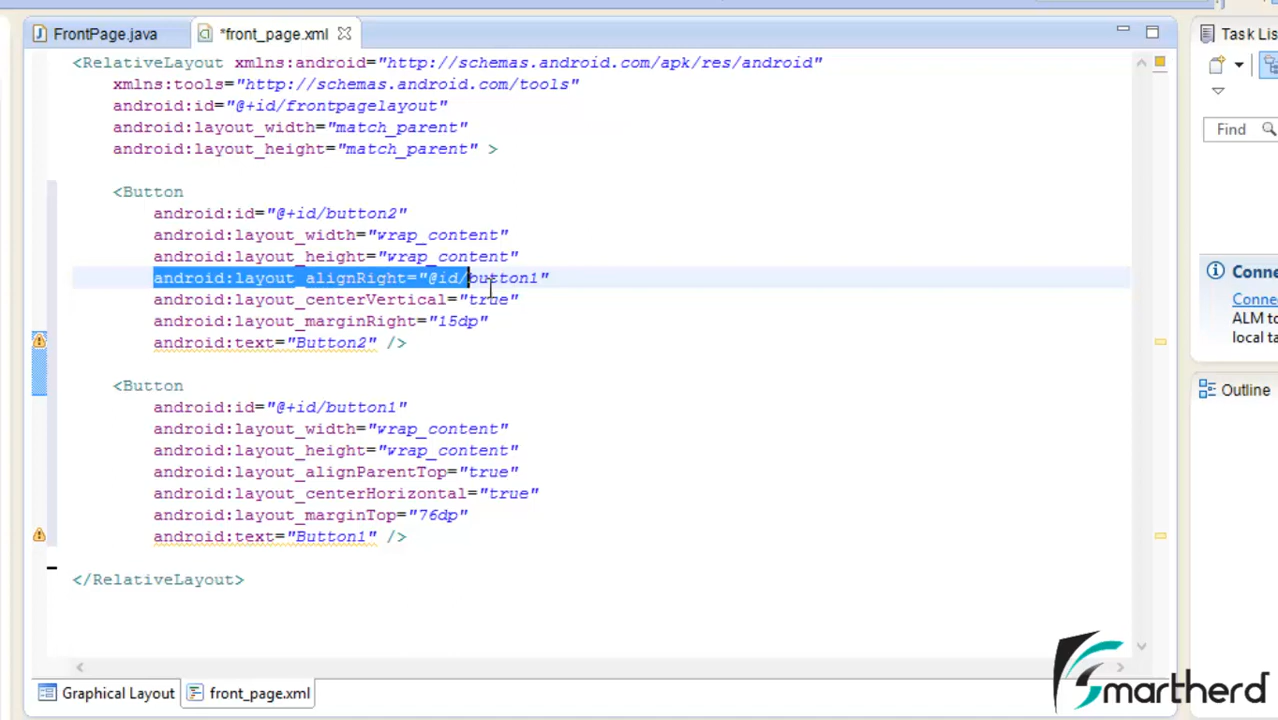 FrontPage.java
*front_page.xml
Task Lis
<RelativeLayout xmlns:android="http://schemas.android.com/apk/res/android"
xmlns:tools="http://schemas.android.com/tools"
android:id="@+id/frontpagelayout"
android:layout_width="match_parent"
android:layout_height="match_parent" >
Find
<Button
android:id="@+id/button2"
android:layout_width="wrap_content"
android:layout_height="wrap_content"
android:layout_alignRight="@id/button1"
android:layout_centerVertical="true"
android:layout_marginRight="15dp"
android:text="Button2" />
Conne
Conne
ALM to
local ta
<Button
android:id="@+id/button1"
android:layout_width="wrap_content"
android:layout_height="wrap_content"
android:layout_alignParentTop="true"
android:layout_centerHorizontal="true"
android:layout_marginTop="76dp"
android:text="Button1" />
Outline
</RelativeLayout>
Graphical Layout
front_page.xml
Smartherd